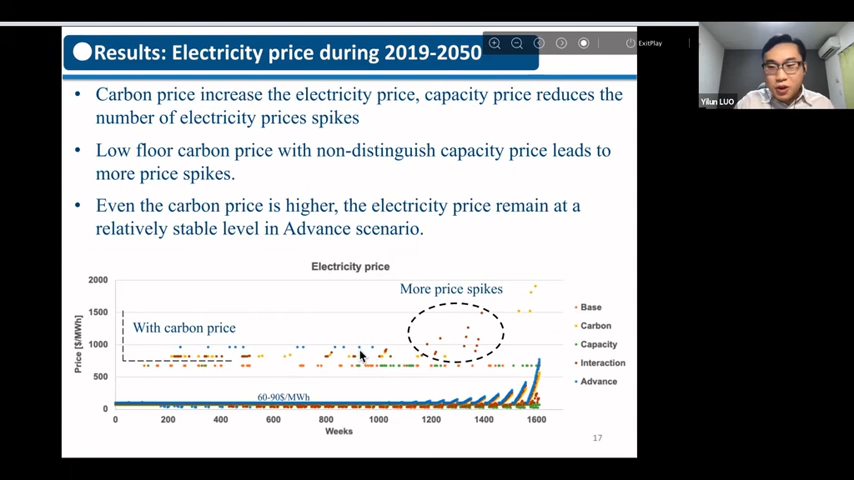 Results: Electricity price during 2019-2050
ExitPlay
Yilun LUO
• Carbon price increase the electricity price, capacity price reduces the
number of electricity prices spikes
• Low floor carbon price with non-distinguish capacity price leads to
more price spikes.
• Even the carbon price is higher, the electricity price remain at a
relatively stable level in Advance scenario.
Electricity price
Price [$/MWh]
2000
1500
1000
500
0
With carbon price
More price spikes
60-90$/MWh
0 200 400 600 800 1000 1200 1400 1600
Weeks
Base
Carbon
Capacity
Interaction
Advance
17